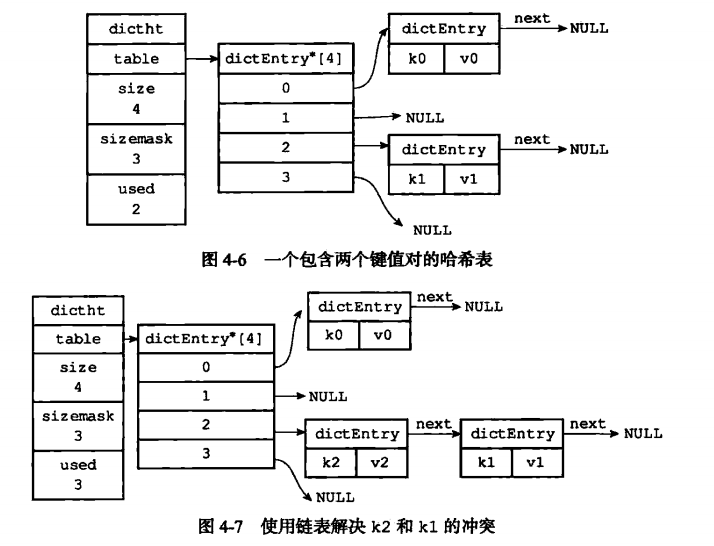 dictht
table
size
4
sizemask
3
used
2
dictEntry*[4]
0
1
2
3
dictEntry
k0 v0
next
NULL
NULL
dictEntry
k1 v1
next
NULL
NULL
图 4-6 一个包含两个键值对的哈希表
dictht
table
size
4
sizemask
3
used
3
dictEntry*[4]
0
1
2
3
dictEntry
k0 v0
next
NULL
NULL
dictEntry
k2 v2
next
dictEntry
k1 v1
next
NULL
NULL
图 4-7 使用链表解决 k2 和 k1 的冲突